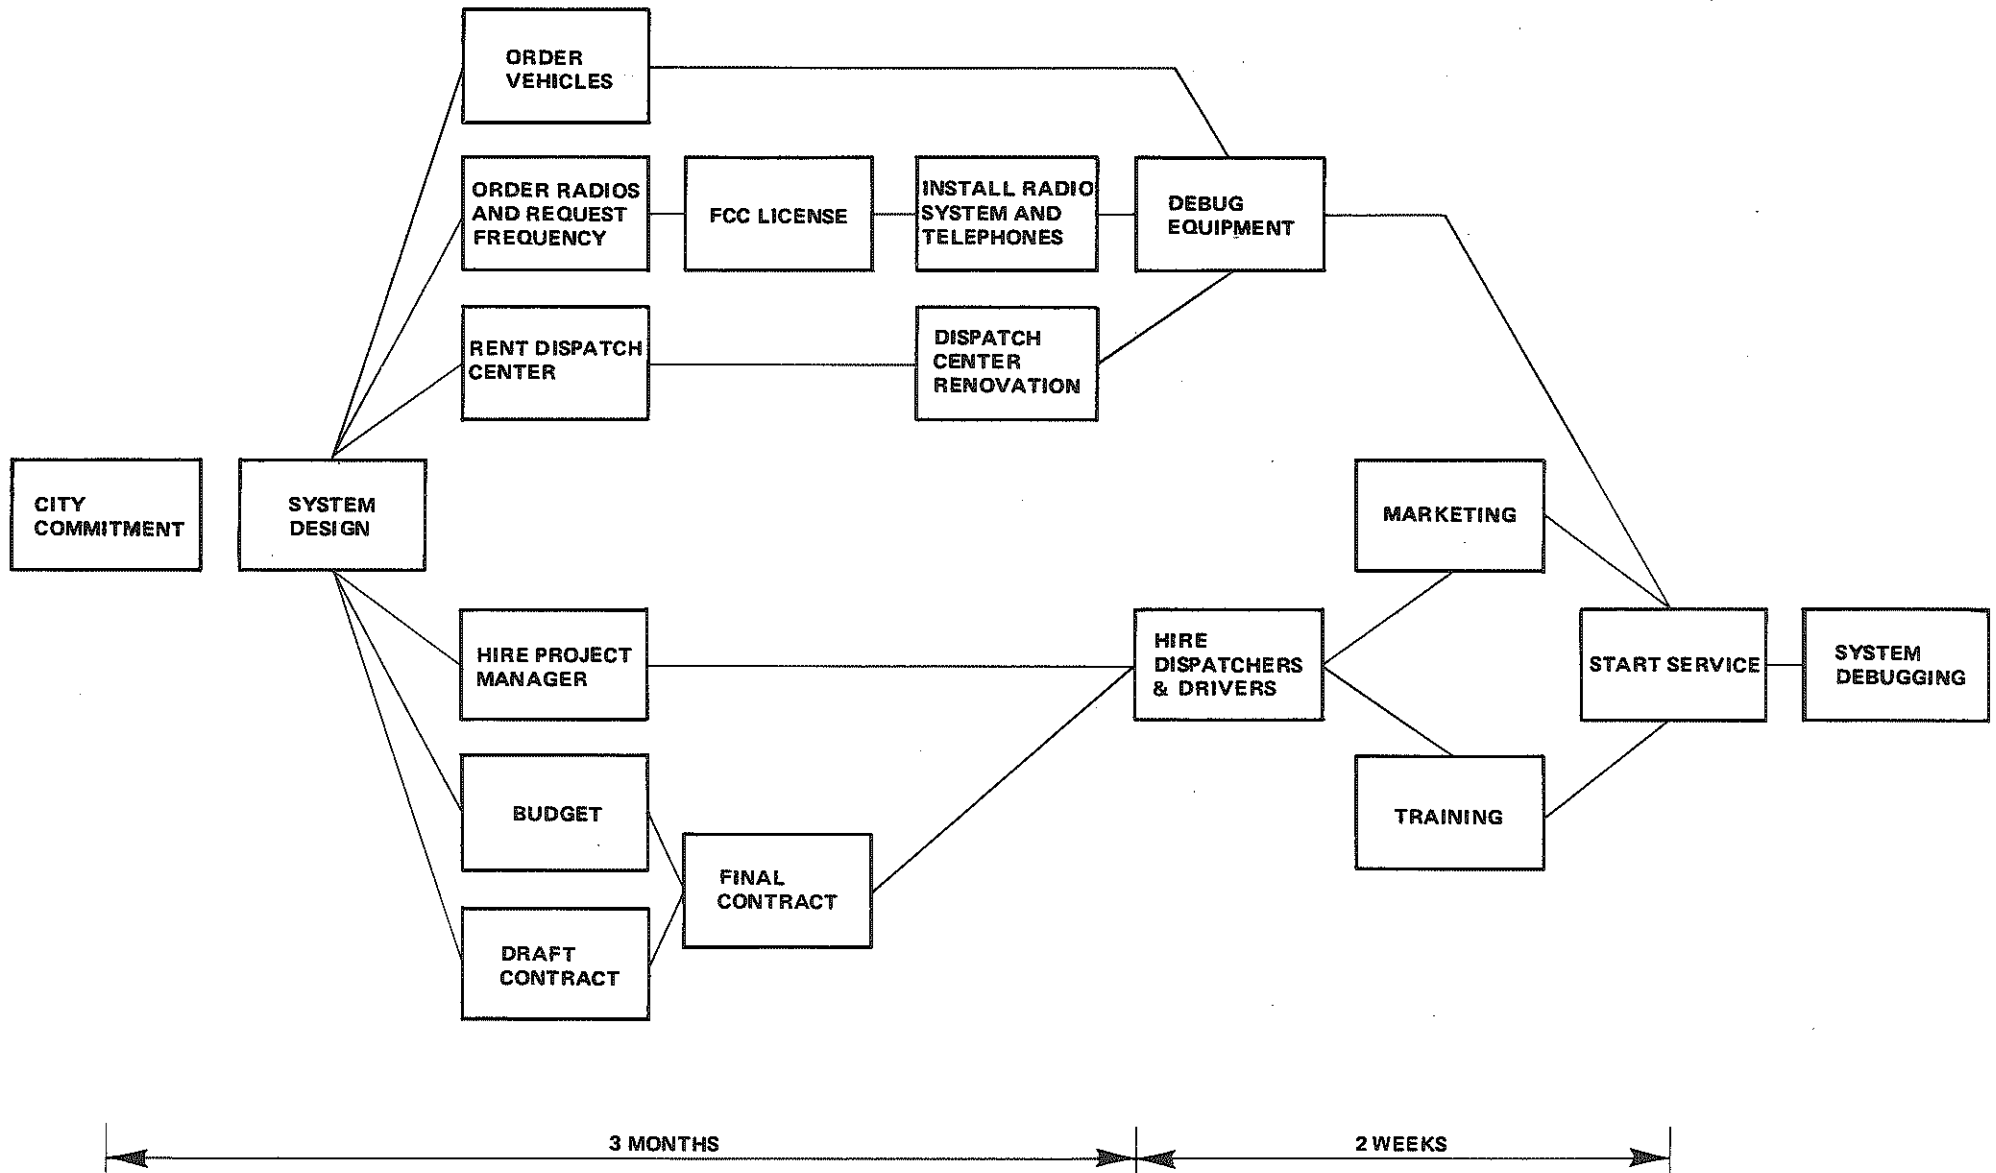 ORDER
VEHICLES
ORDER RADIOS
AND REQUEST
FREQUENCY
FCC LICENSE
INSTALL RADIO
SYSTEM AND
TELEPHONES
DEBUG
EQUIPMENT
RENT DISPATCH
CENTER
DISPATCH
CENTER
RENOVATION
CITY
COMMITMENT
SYSTEM
DESIGN
MARKETING
HIRE PROJECT
MANAGER
HIRE
DISPATCHERS
& DRIVERS
START SERVICE
SYSTEM
DEBUGGING
BUDGET
TRAINING
FINAL
CONTRACT
DRAFT
CONTRACT
3 MONTHS
2 WEEKS